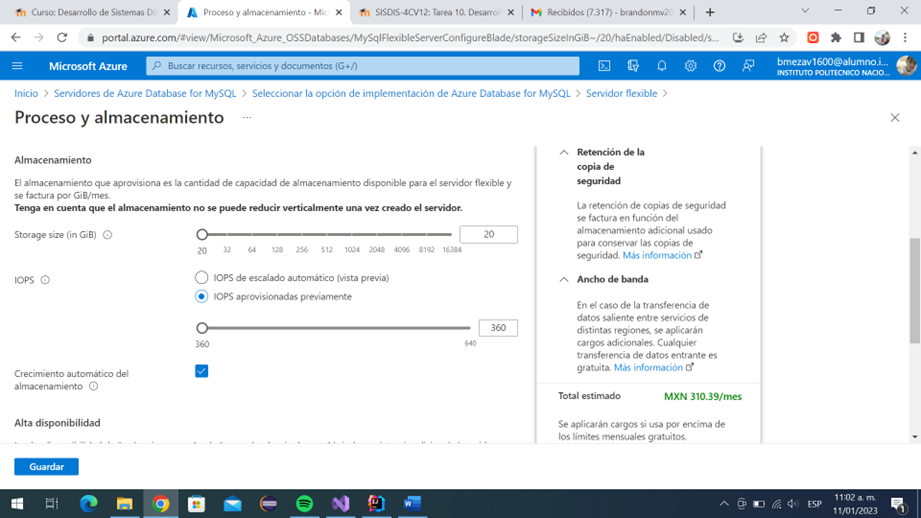 Curso: Desarrollo de Sistemas Di
Proceso y almacenamiento - Mic
SISDIS-4CV12: Tarea 10. Desarrol
Recibidos (7.317) - brandonmv20
portal.azure.com/#view/Microsoft_Azure_OSSDatabases/MySqlFlexibleServerConfigureBlade/storageSizeInGiB~/20/haEnabled/Disabled/s...
Microsoft Azure
Buscar recursos, servicios y documentos (G+/)
bmezav1600@alumno.i...
INSTITUTO POLITECNICO NACIO...
Inicio > Servidores de Azure Database for MySQL > Seleccionar la opción de implementación de Azure Database for MySQL > Servidor flexible >
Proceso y almacenamiento ...
Almacenamiento
El almacenamiento que aprovisiona es la cantidad de capacidad de almacenamiento disponible para el servidor flexible y
se factura por GiB/mes.
Tenga en cuenta que el almacenamiento no se puede reducir verticalmente una vez creado el servidor.
Storage size (in GiB)
20
20 32 64 128 256 512 1024 2048 4096 8192 16384
IOPS
IOPS de escalado automático (vista previa)
IOPS aprovisionadas previamente
360
360 640
Crecimiento automático del
almacenamiento
Alta disponibilidad
Retención de la
copia de
seguridad
La retención de copias de seguridad
se factura en función del
almacenamiento adicional usado
para conservar las copias de
seguridad. Más información
Ancho de banda
En el caso de la transferencia de
datos saliente entre servicios de
distintas regiones, se aplicarán
cargos adicionales. Cualquier
transferencia de datos entrante es
gratuita. Más información
Total estimado MXN 310.39/mes
Se aplicarán cargos si usa por encima de
los límites mensuales gratuitos.
Guardar
ESP
11:02 a. m.
11/01/2023
1